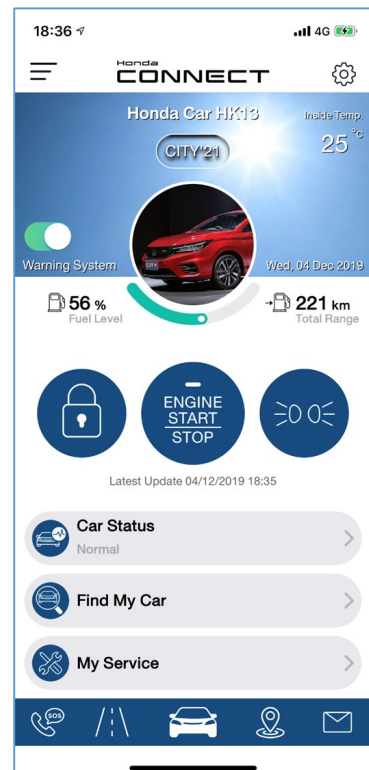 18:36
4G
Honda
CONNECT
Honda Car HK13
Inside Temp.
CITY'21
25 °c
CITY
Warning System
Wed, 04 Dec 2019
56 %
Fuel Level
221 km
Total Range
ENGINE
START
STOP
Latest Update 04/12/2019 18:35
Car Status
Normal
Find My Car
My Service
SOS